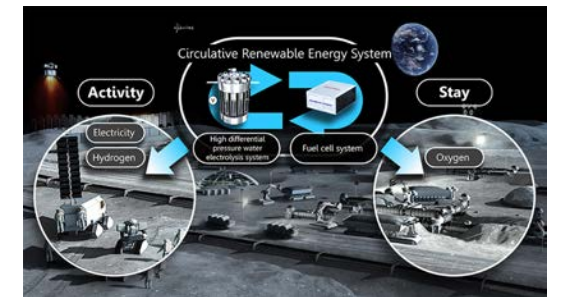 Circulative Renewable Energy System
Activity
Stay
Electricity
Hydrogen
High differential
pressure water
electrolysis system
Fuel cell system
Oxygen